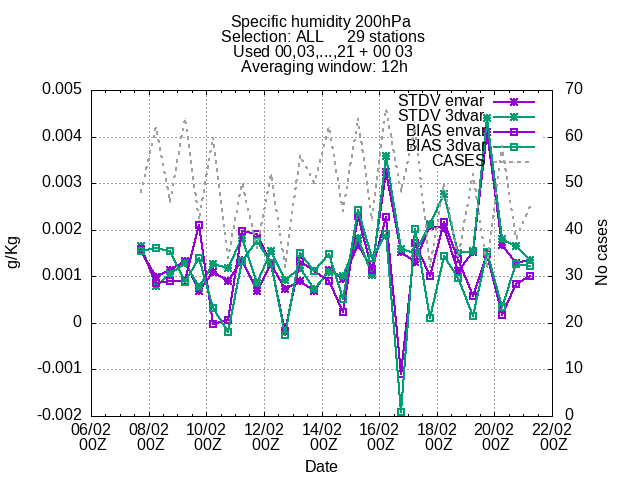 Specific humidity 200hPa
Selection: ALL 29 stations
Used 00,03,...,21 + 00 03
Averaging window: 12h
0.005
0.004
0.003
0.002
0.001
0
-0.001
-0.002
g/Kg
70
60
50
40
30
20
10
0
No cases
STDV envar
STDV 3dvar
BIAS envar
BIAS 3dvar
CASES
06/02 08/02 10/02 12/02 14/02 16/02 18/02 20/02 22/02
00Z 00Z 00Z 00Z 00Z 00Z 00Z 00Z 00Z
Date